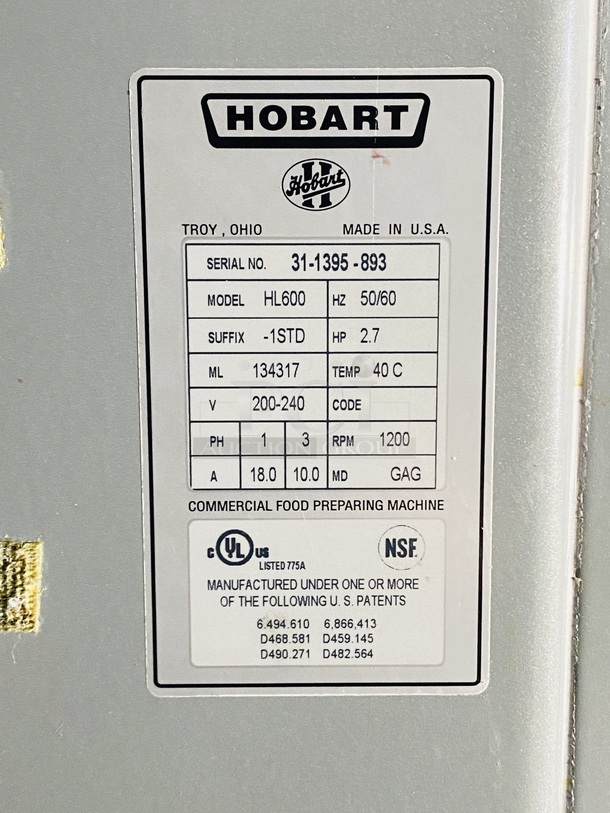 HOBART
Hobart
TROY, OHIO MADE IN U.S.A.
SERIAL NO. 31-1395-893
MODEL HL600 HZ 50/60
SUFFIX -1STD HP 2.7
ML 134317 TEMP 40 C
V 200-240 CODE
PH 1 3 RPM 1200
A 18.0 10.0 MD GAG
COMMERCIAL FOOD PREPARING MACHINE
C UL US NSF
LISTED 775A
MANUFACTURED UNDER ONE OR MORE
OF THE FOLLOWING U. S. PATENTS
6.494.610 6,866,413
D468.581 D459.145
D490.271 D482.564